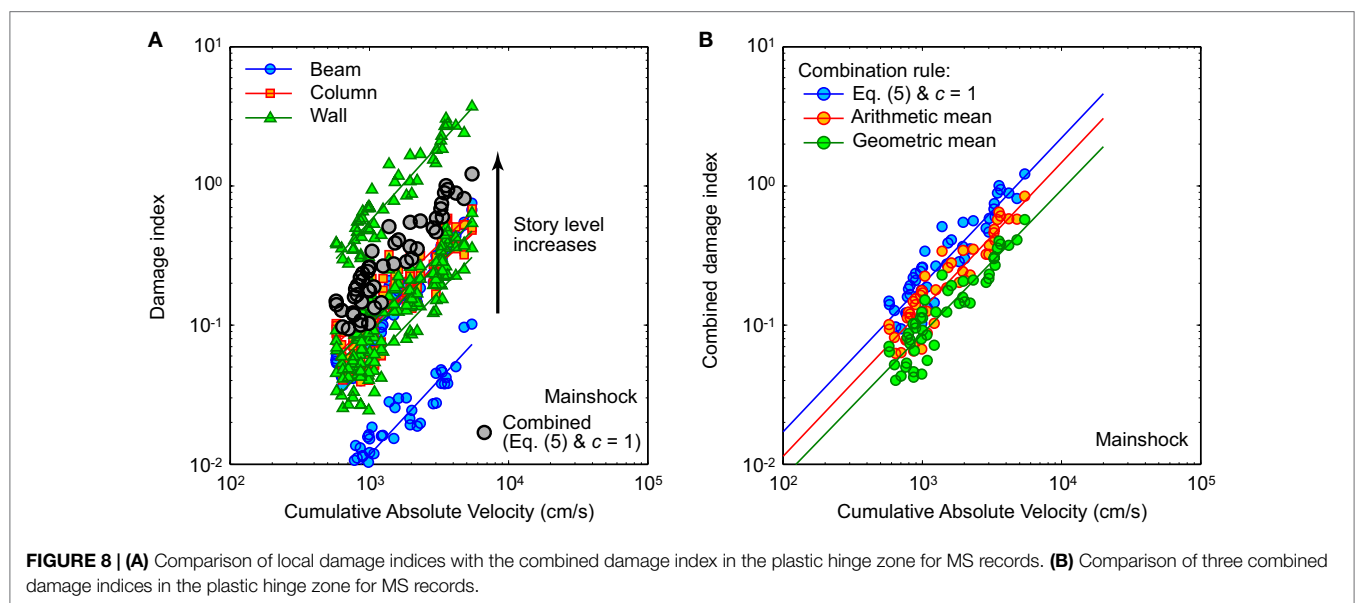 A
10^1
10^0
10^-1
10^-2
Damage index
Beam
Column
Wall
Story level
increases
Mainshock
Combined
(Eq. (5) & c = 1)
10^2
10^3
10^4
10^5
Cumulative Absolute Velocity (cm/s)
B
10^1
10^0
10^-1
10^-2
Combined damage index
Combination rule:
Eq. (5) & c = 1
Arithmetic mean
Geometric mean
Mainshock
10^2
10^3
10^4
10^5
Cumulative Absolute Velocity (cm/s)
FIGURE 8 | (A) Comparison of local damage indices with the combined damage index in the plastic hinge zone for MS records. (B) Comparison of three combined
damage indices in the plastic hinge zone for MS records.